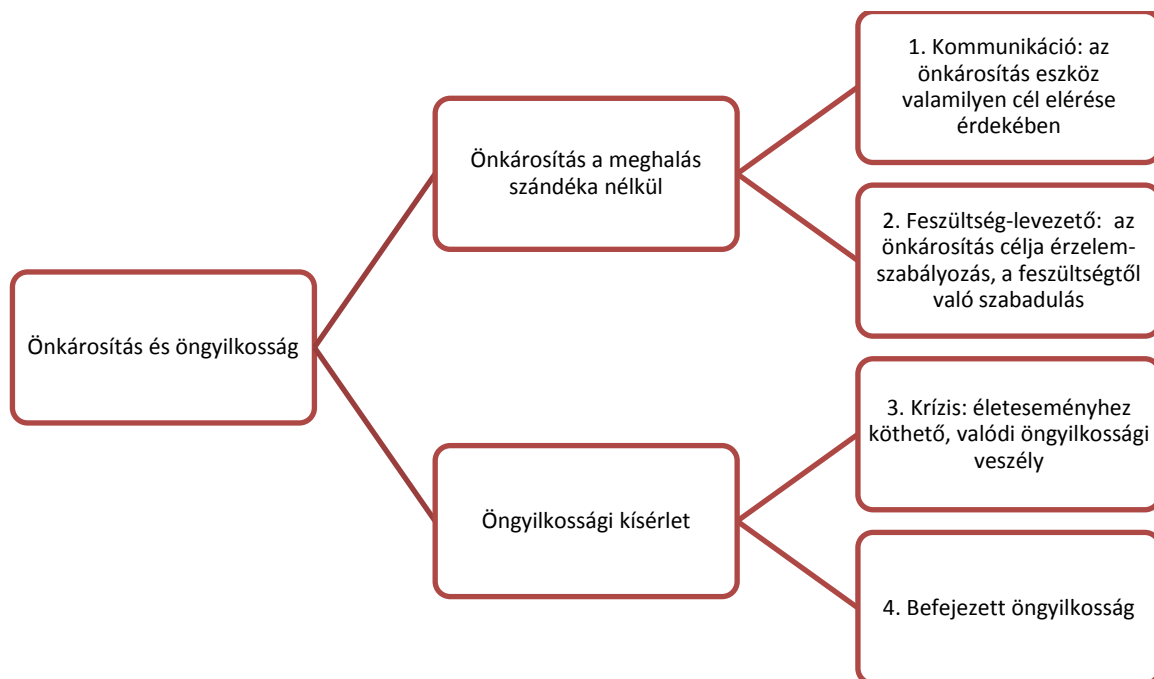 Önkárosítás és öngyilkosság
Önkárosítás a meghalás
szándéka nélkül
1. Kommunikáció: az
önkárosítás eszköz
valamilyen cél elérése
érdekében
2. Feszültség-levezető:  az
önkárosítás célja érzelem-
szabályozás, a feszültségtől
való szabadulás
Öngyilkossági kísérlet
3. Krízis: életeseményhez
köthető, valódi öngyilkossági
veszély
4. Befejezett öngyilkosság